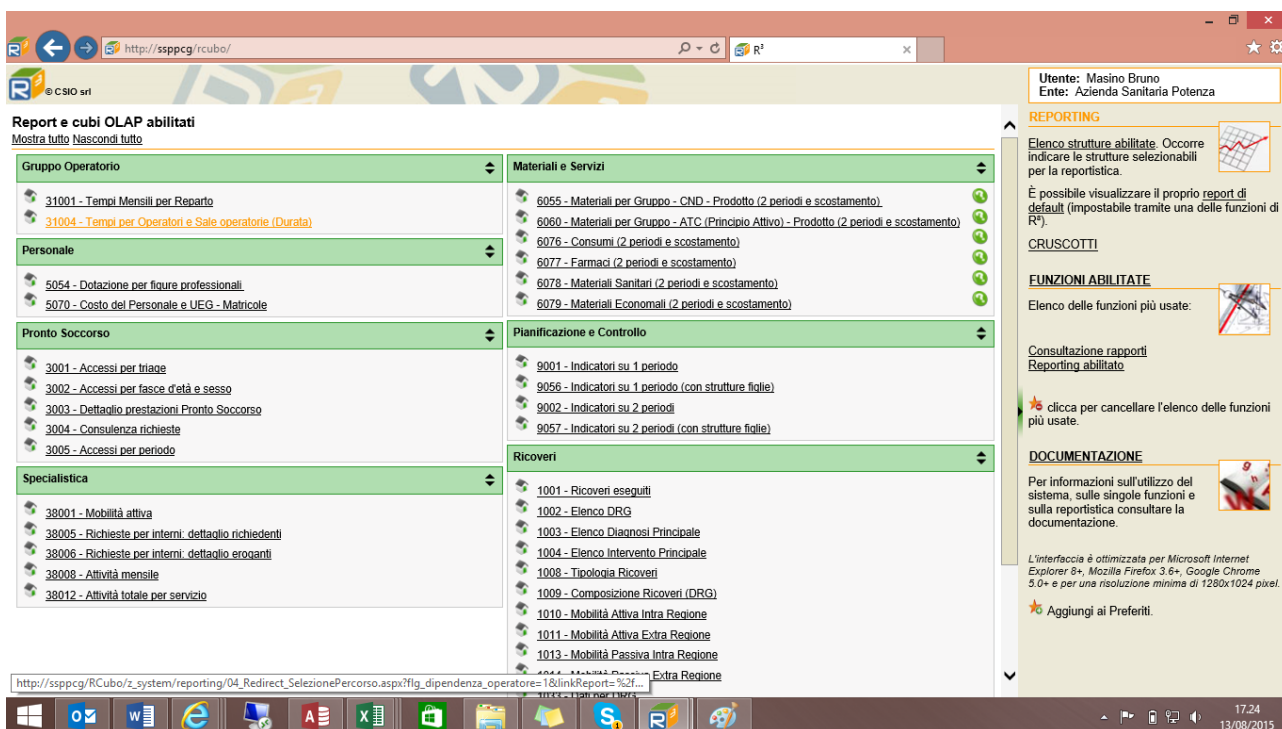 http://ssppcg/rcubo/
R³
© CSIO srl
Utente: Masino Bruno
Ente: Azienda Sanitaria Potenza
Report e cubi OLAP abilitati
Mostra tutto Nascondi tutto
Gruppo Operatorio
31001 - Tempi Mensili per Reparto
31004 - Tempi per Operatori e Sale operatorie (Durata)
Personale
5054 - Dotazione per figure professionali
5070 - Costo del Personale e UEG - Matricole
Pronto Soccorso
3001 - Accessi per triage
3002 - Accessi per fasce d'età e sesso
3003 - Dettaglio prestazioni Pronto Soccorso
3004 - Consulenza richieste
3005 - Accessi per periodo
Specialistica
38001 - Mobilità attiva
38005 - Richieste per interni: dettaglio richiedenti
38006 - Richieste per interni: dettaglio eroganti
38008 - Attività mensile
38012 - Attività totale per servizio
Materiali e Servizi
6055 - Materiali per Gruppo - CND - Prodotto (2 periodi e scostamento)
6060 - Materiali per Gruppo - ATC (Principio Attivo) - Prodotto (2 periodi e scostamento)
6076 - Consumi (2 periodi e scostamento)
6077 - Farmaci (2 periodi e scostamento)
6078 - Materiali Sanitari (2 periodi e scostamento)
6079 - Materiali Economali (2 periodi e scostamento)
Pianificazione e Controllo
9001 - Indicatori su 1 periodo
9056 - Indicatori su 1 periodo (con strutture figlie)
9002 - Indicatori su 2 periodi
9057 - Indicatori su 2 periodi (con strutture figlie)
Ricoveri
1001 - Ricoveri eseguiti
1002 - Elenco DRG
1003 - Elenco Diagnosi Principale
1004 - Elenco Intervento Principale
1008 - Tipologia Ricoveri
1009 - Composizione Ricoveri (DRG)
1010 - Mobilità Attiva Intra Regione
1011 - Mobilità Attiva Extra Regione
1013 - Mobilità Passiva Intra Regione
1014 - Mobilità Passiva Extra Regione
1033 - Dati per DRG
REPORTING
Elenco strutture abilitate. Occorre
indicare le strutture selezionabili
per la reportistica.
È possibile visualizzare il proprio report di
default (impostabile tramite una delle funzioni di
R³).
CRUSCOTTI
FUNZIONI ABILITATE
Elenco delle funzioni più usate:
Consultazione rapporti
Reporting abilitato
clicca per cancellare l'elenco delle funzioni
più usate.
DOCUMENTAZIONE
Per informazioni sull'utilizzo del
sistema, sulle singole funzioni e
sulla reportistica consultare la
documentazione.
L'interfaccia è ottimizzata per Microsoft Internet
Explorer 8+, Mozilla Firefox 3.6+, Google Chrome
5.0+ e per una risoluzione minima di 1280x1024 pixel.
Aggiungi ai Preferiti.
http://ssppcg/RCubo/z_system/reporting/04_Redirect_SelezionePercorso.aspx?flg_dipendenza_operatore=1&linkReport=%2f...
17.24
13/08/2015